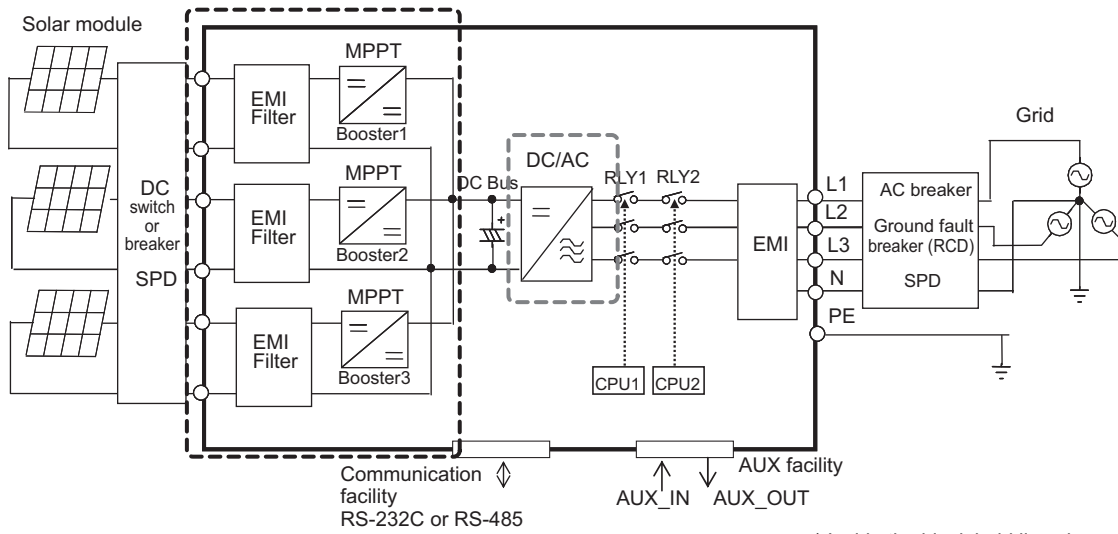 Solar module
Grid
MPPT
EMI
Filter
Booster1
MPPT
EMI
Filter
Booster2
MPPT
EMI
Filter
Booster3
DC
switch
or
breaker
SPD
DC Bus
+
DC/AC
RLY1 RLY2
EMI
L1
L2
L3
N
PE
AC breaker
Ground fault
breaker (RCD)
SPD
CPU1 CPU2
Communication
facility
RS-232C or RS-485
AUX facility
AUX_IN
AUX_OUT